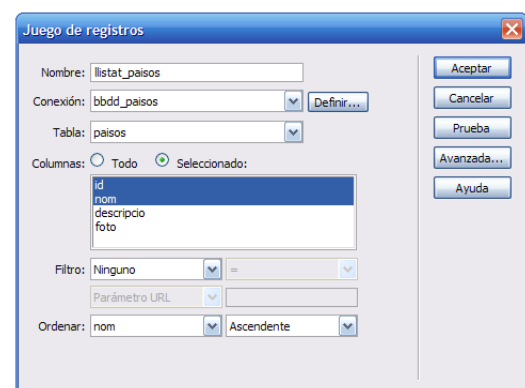 Juego de registros
Nombre: llistat_paisos Aceptar
Conexión: bbdd_paisos Definir... Cancelar
Tabla: paisos Prueba
Columnas: Todo Seleccionado: Avanzada...
id Ayuda
nom
descripcio
foto
Filtro: Ninguno =
Parámetro URL
Ordenar: nom Ascendente